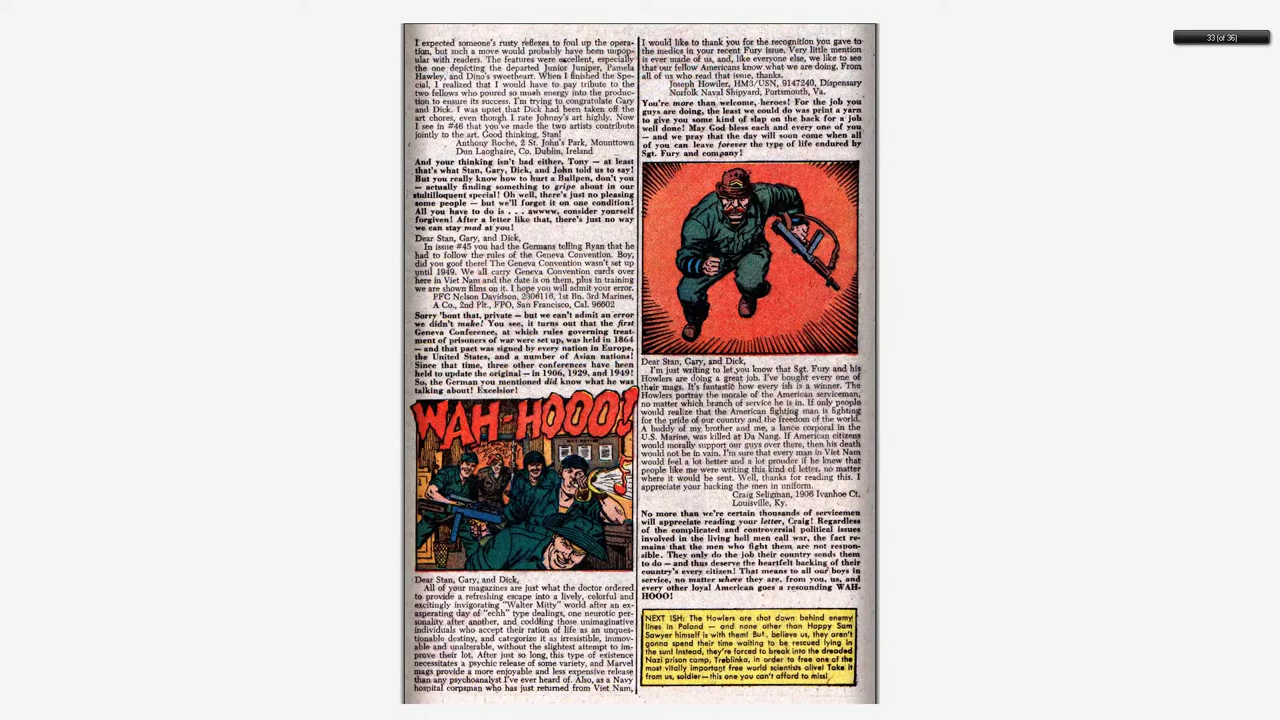 I expected someone's rusty reflexes to foul up the opera-
tion, but such a move would probably have been unpop-
ular with readers. The features were excellent, especially
the one depicting the departed Junior Juniper, Pamela
Hawley, and Dino's sweetheart. When I finished the Spe-
cial, I realized that I would have to pay tribute to the
two fellows who poured so much energy into the produc-
tion to ensure its success. I'm trying to congratulate Gary
and Dick. I was upset that Dick had been taken off the
art chores, even though I rate Johnny's art highly. Now
I see in #46 that you've made the two artists contribute
jointly to the art. Good thinking, Stan!
Anthony Roche, 2 St. John's Park, Mounttown
Dun Laoghaire, Co. Dublin, Ireland
And your thinking isn't bad either, Tony — at least
that's what Stan, Gary, Dick, and John told us to say!
But you really know how to hurt a Bullpen, don't you
— actually finding something to gripe about in our
stultiloquent special! Oh well, there's just no pleasing
some people — but we'll forget it on one condition!
All you have to do is . . . awwww, consider yourself
forgiven! After a letter like that, there's just no way
we can stay mad at you!
Dear Stan, Gary, and Dick,
In issue #45 you had the Germans telling Ryan that he
had to follow the rules of the Geneva Convention. Boy,
did you goof there! The Geneva Convention wasn't set up
until 1949. We all carry Geneva Convention cards over
here in Viet Nam and the date is on them, plus in training
we are shown films on it. I hope you will admit your error.
PFC Nelson Davidson, 2306116, 1st Bn. 3rd Marines,
A Co., 2nd Plt., FPO, San Francisco, Cal. 96602
Sorry 'bout that, private — but we can't admit an error
we didn't make! You see, it turns out that the first
Geneva Conference, at which rules governing treat-
ment of prisoners of war were set up, was held in 1864
— and that pact was signed by every nation in Europe,
the United States, and a number of Asian nations!
Since that time, three other conferences have been
held to update the original — in 1906, 1929, and 1949!
So, the German you mentioned did know what he was
talking about! Excelsior!
WAH-HOOO!
Dear Stan, Gary, and Dick,
All of your magazines are just what the doctor ordered
to provide a refreshing escape into a lively, colorful and
excitingly invigorating "Walter Mitty" world after an ex-
asperating day of "echh" type dealings, one neurotic per-
sonality after another, and coddling those unimaginative
individuals who accept their ration of life as an unques-
tionable destiny, and categorize it as irresistible, immov-
able and unalterable, without the slightest attempt to im-
prove their lot. After just so long, this type of existence
necessitates a psychic release of some variety, and Marvel
mags provide a more enjoyable and less expensive release
than any psychoanalyst I've ever heard of. Also, as a Navy
hospital corpsman who has just returned from Viet Nam,
I would like to thank you for the recognition you gave to
the medics in your recent Fury issue. Very little mention
is ever made of us, and, like everyone else, we like to see
that our fellow Americans know what we are doing. From
all of us who read that issue, thanks.
Joseph Howiler, HM3/USN, 9147240, Dispensary
Norfolk Naval Shipyard, Portsmouth, Va.
You're more than welcome, heroes! For the job you
guys are doing, the least we could do was print a yarn
to give you some kind of slap on the back for a job
well done! May God bless each and every one of you
— and we pray that the day will soon come when all
of you can leave forever the type of life endured by
Sgt. Fury and company!
Dear Stan, Gary, and Dick,
I'm just writing to let you know that Sgt. Fury and his
Howlers are doing a great job. I've bought every one of
their mags. It's fantastic how every ish is a winner. The
Howlers portray the morale of the American serviceman,
no matter which branch of service he is in. If only people
would realize that the American fighting man is fighting
for the pride of our country and the freedom of the world.
A buddy of my brother and me, a lance corporal in the
U.S. Marine, was killed at Da Nang. If American citizens
would morally support our guys over there, then his death
would not be in vain. I'm sure that every man in Viet Nam
would feel a lot better and a lot prouder if he knew that
people like me were writing this kind of letter, no matter
where it would be sent. Well, thanks for reading this. I
appreciate your backing the men in uniform.
Craig Seligman, 1906 Ivanhoe Ct.
Louisville, Ky.
No more than we're certain thousands of servicemen
will appreciate reading your letter, Craig! Regardless
of the complicated and controversial political issues
involved in the living hell men call war, the fact re-
mains that the men who fight them are not respon-
sible. They only do the job their country sends them
to do — and thus deserve the heartfelt backing of their
country's every citizen! That means to all our boys in
service, no matter where they are, from you, us, and
every other loyal American goes a resounding WAH-
HOOO!
NEXT ISH: The Howlers are shot down behind enemy
lines in Poland — and none other than Happy Sam
Sawyer himself is with them! But, believe us, they aren't
gonna spend their time waiting to be rescued lying in
the sun! Instead, they're forced to break into the dreaded
Nazi prison camp, Treblinka, in order to free one of the
most vitally important free world scientists alive! Take it
from us, soldier — this one you can't afford to miss!
33 (of 36)